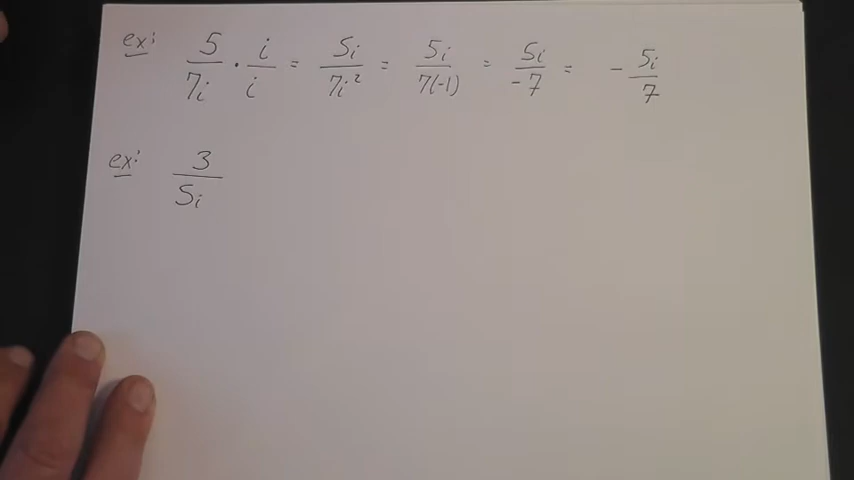 ex: 5/7i · i/i = 5i/7i² = 5i/7(-1) = 5i/-7 = - 5i/7
ex: 3/5i